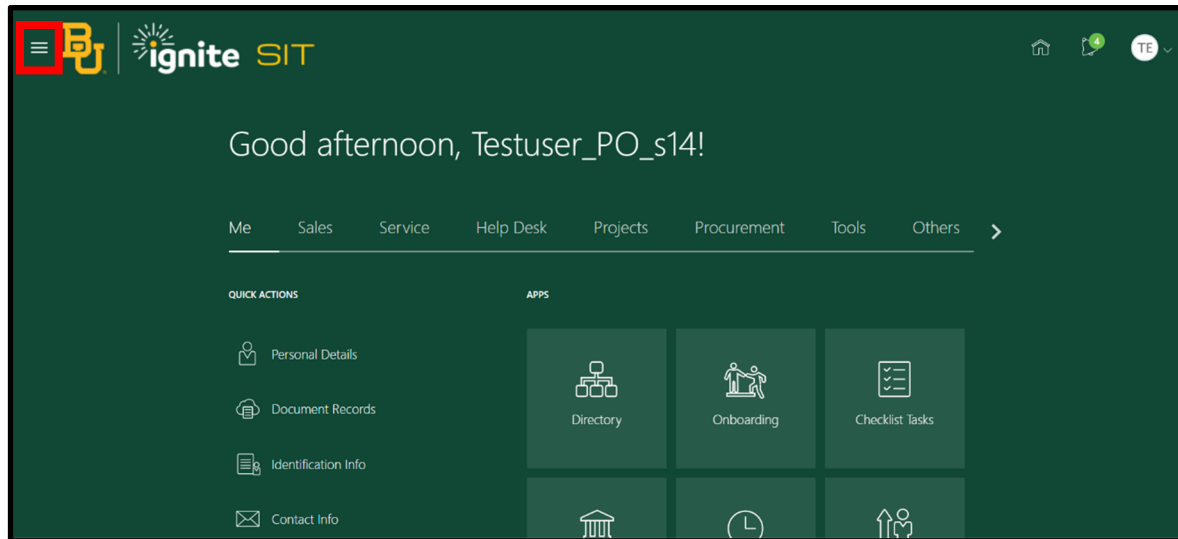 BU ignite SIT 4 TE
Good afternoon, Testuser_PO_s14!
Me Sales Service Help Desk Projects Procurement Tools Others
QUICK ACTIONS APPS
Personal Details
Document Records
Directory Onboarding Checklist Tasks
Identification Info
Contact Info